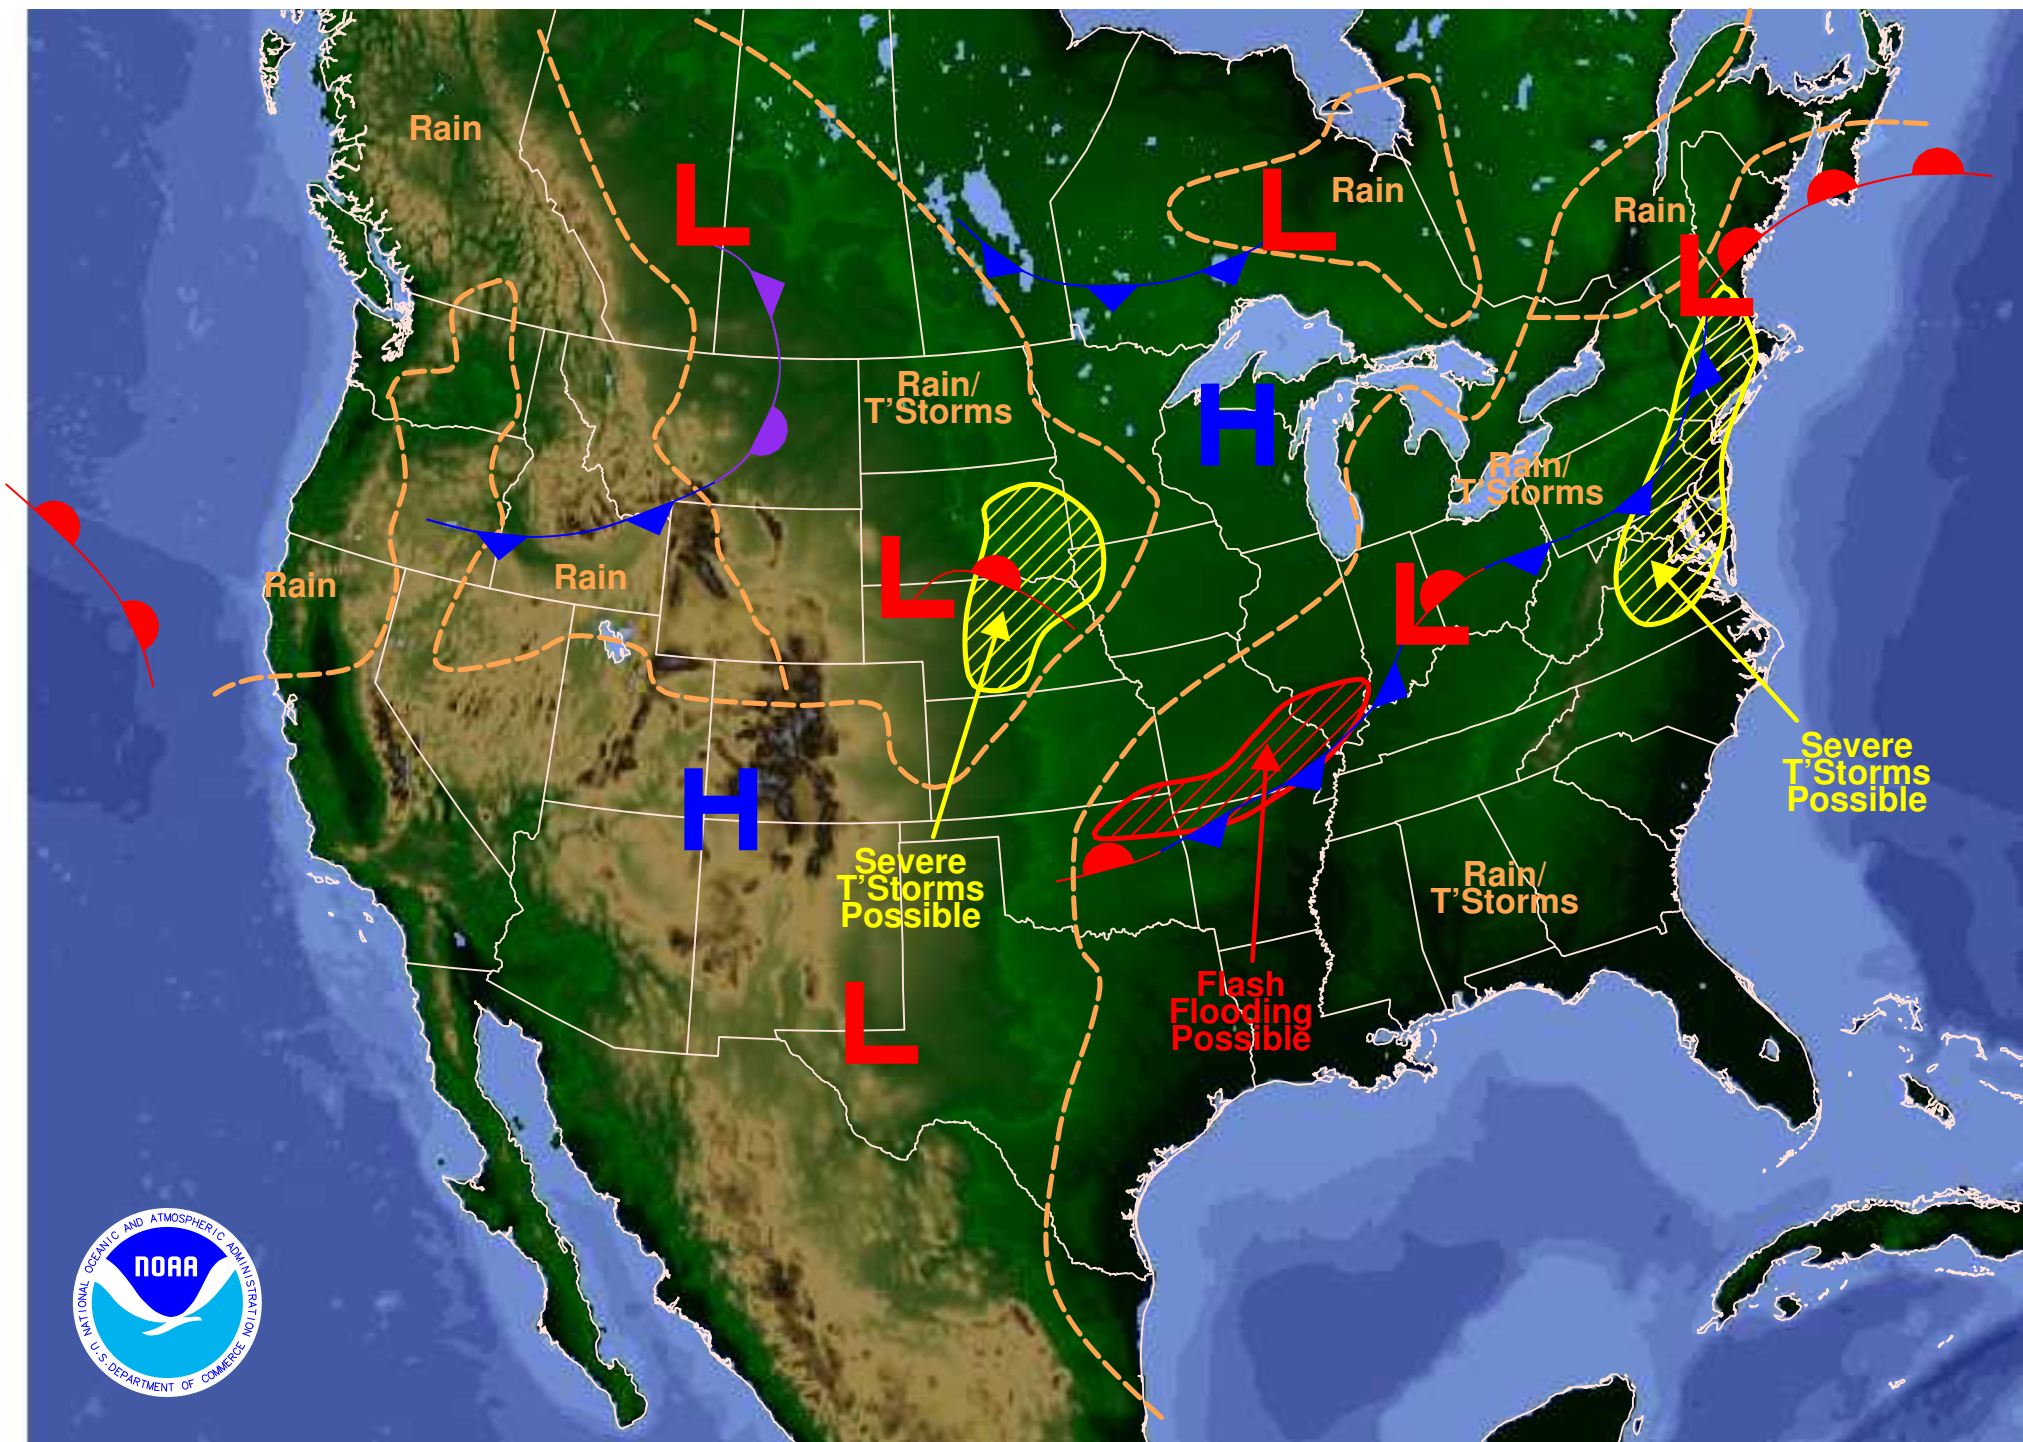 Rain
L
L
Rain
Rain
L
Rain/
T'Storms
H
Rain/
T'Storms
Rain
Rain
L
L
Severe
T'Storms
Possible
H
Severe
T'Storms
Possible
Rain/
T'Storms
Flash
Flooding
Possible
L
NATIONAL OCEANIC AND ATMOSPHERIC ADMINISTRATION
NOAA
U.S. DEPARTMENT OF COMMERCE